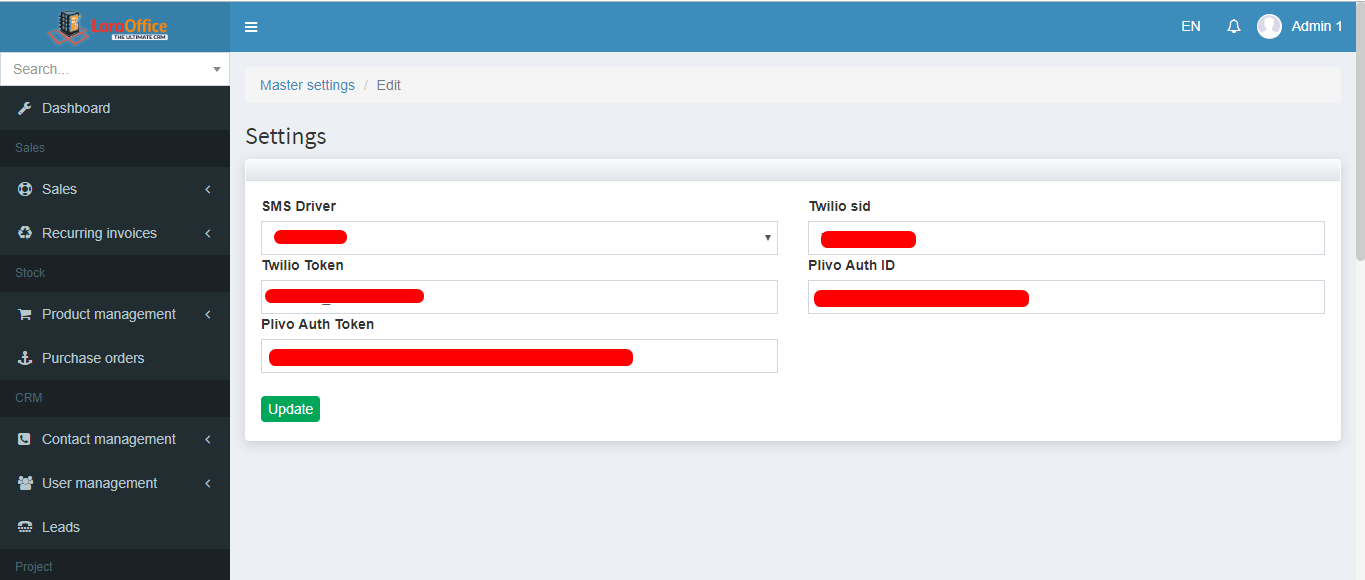 LaraOffice
THE ULTIMATE CRM
EN
Admin 1
Search...
Master settings / Edit
Dashboard
Settings
Sales
Sales
Recurring invoices
Stock
Product management
Purchase orders
CRM
Contact management
User management
Leads
Project
SMS Driver
Twilio sid
Twilio Token
Plivo Auth ID
Plivo Auth Token
Update